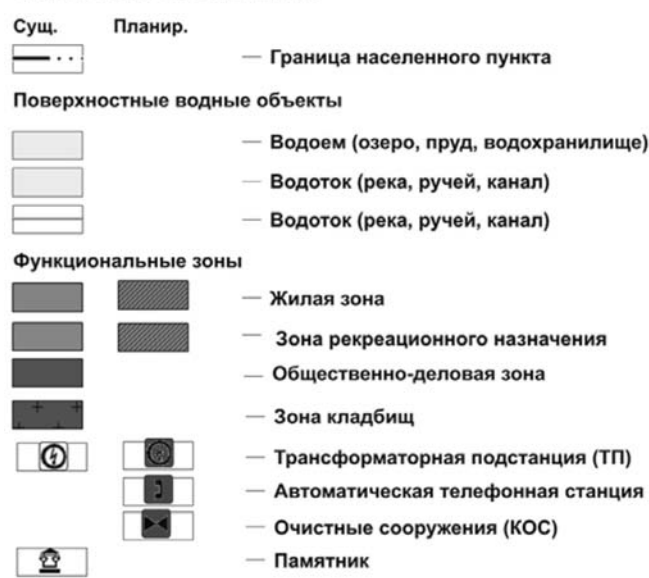 Сущ. Планир.
— Граница населенного пункта
Поверхностные водные объекты
— Водоем (озеро, пруд, водохранилище)
— Водоток (река, ручей, канал)
— Водоток (река, ручей, канал)
Функциональные зоны
— Жилая зона
— Зона рекреационного назначения
— Общественно-деловая зона
— Зона кладбищ
— Трансформаторная подстанция (ТП)
— Автоматическая телефонная станция
— Очистные сооружения (КОС)
— Памятник